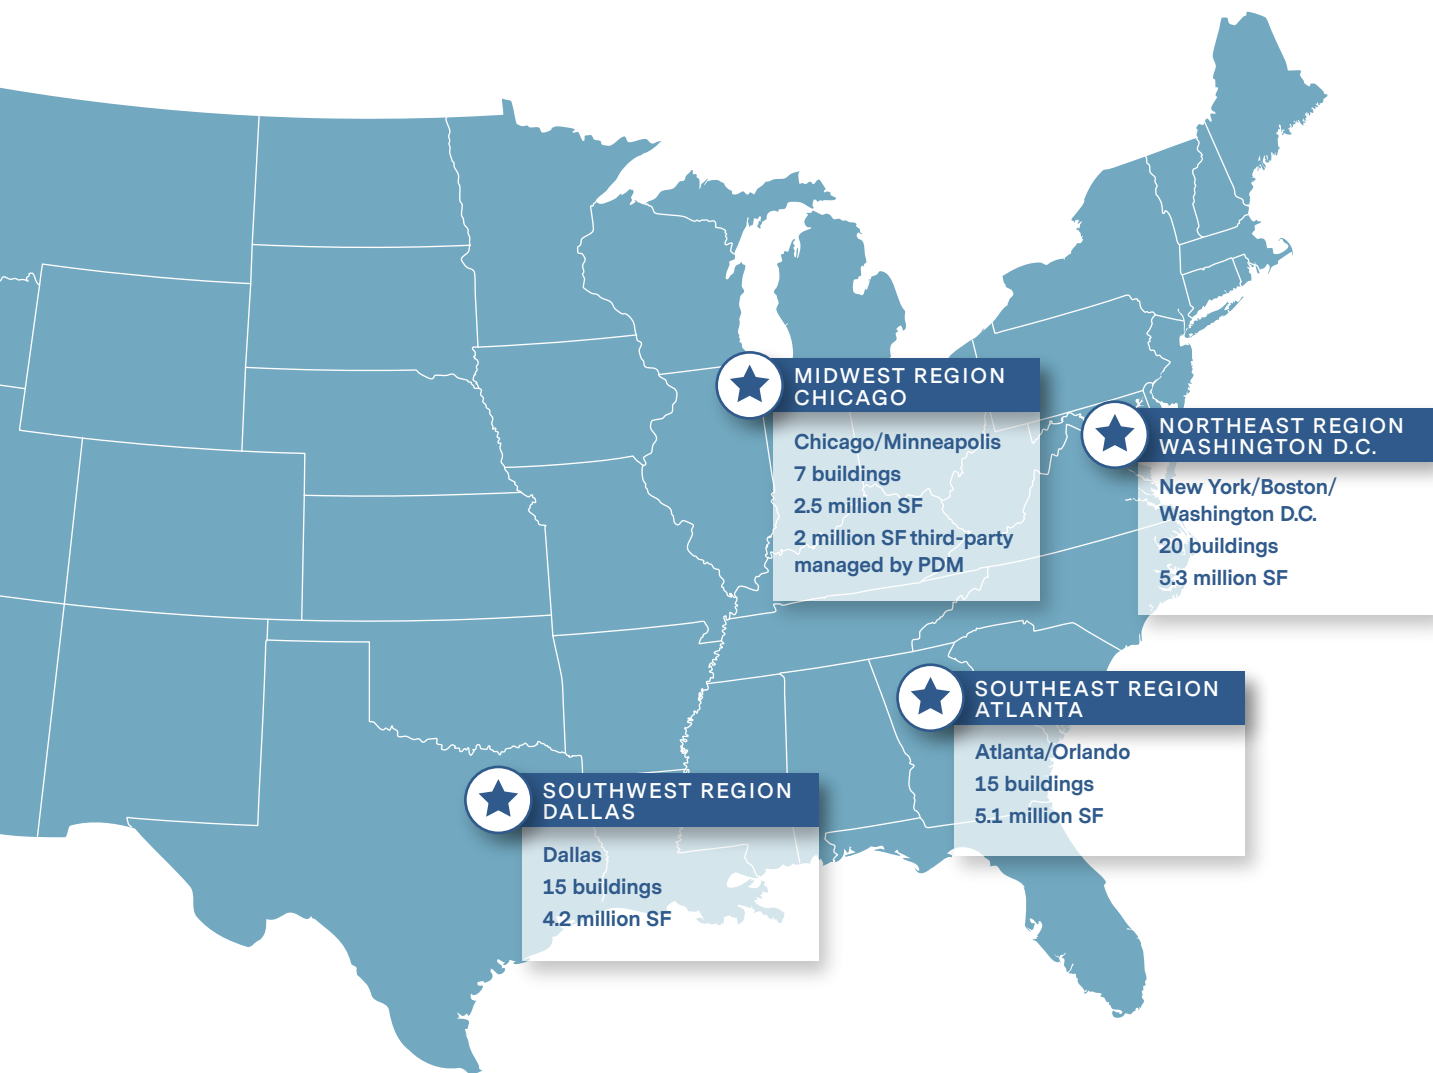 MIDWEST REGION
CHICAGO
Chicago/Minneapolis
7 buildings
2.5 million SF
2 million SF third-party
managed by PDM
NORTHEAST REGION
WASHINGTON D.C.
New York/Boston/
Washington D.C.
20 buildings
5.3 million SF
SOUTHEAST REGION
ATLANTA
Atlanta/Orlando
15 buildings
5.1 million SF
SOUTHWEST REGION
DALLAS
Dallas
15 buildings
4.2 million SF